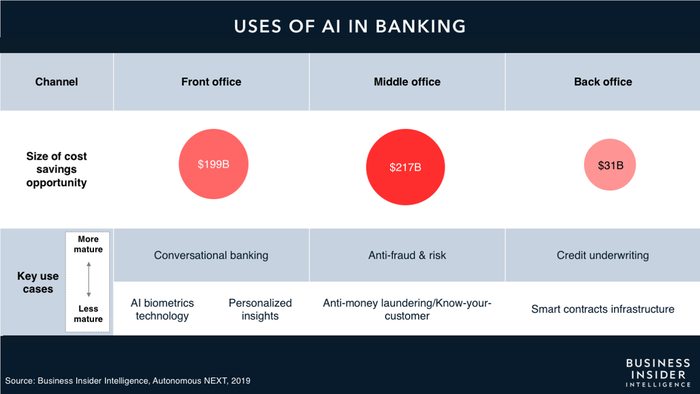 USES OF AI IN BANKING
Channel
Front office
Middle office
Back office
Size of cost
savings
opportunity
$199B
$217B
$31B
Key use
cases
More
mature
Less
mature
Conversational banking
Anti-fraud & risk
Credit underwriting
AI biometrics
technology
Personalized
insights
Anti-money laundering/Know-your-
customer
Smart contracts infrastructure
Source: Business Insider Intelligence, Autonomous NEXT, 2019
BUSINESS
INSIDER
INTELLIGENCE